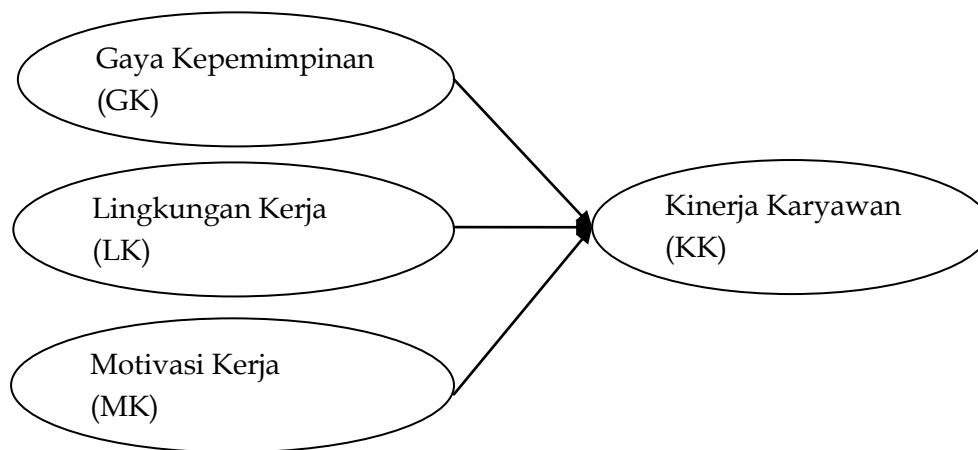 Gaya Kepemimpinan
(GK)
Lingkungan Kerja
(LK)
Motivasi Kerja
(MK)
Kinerja Karyawan
(KK)